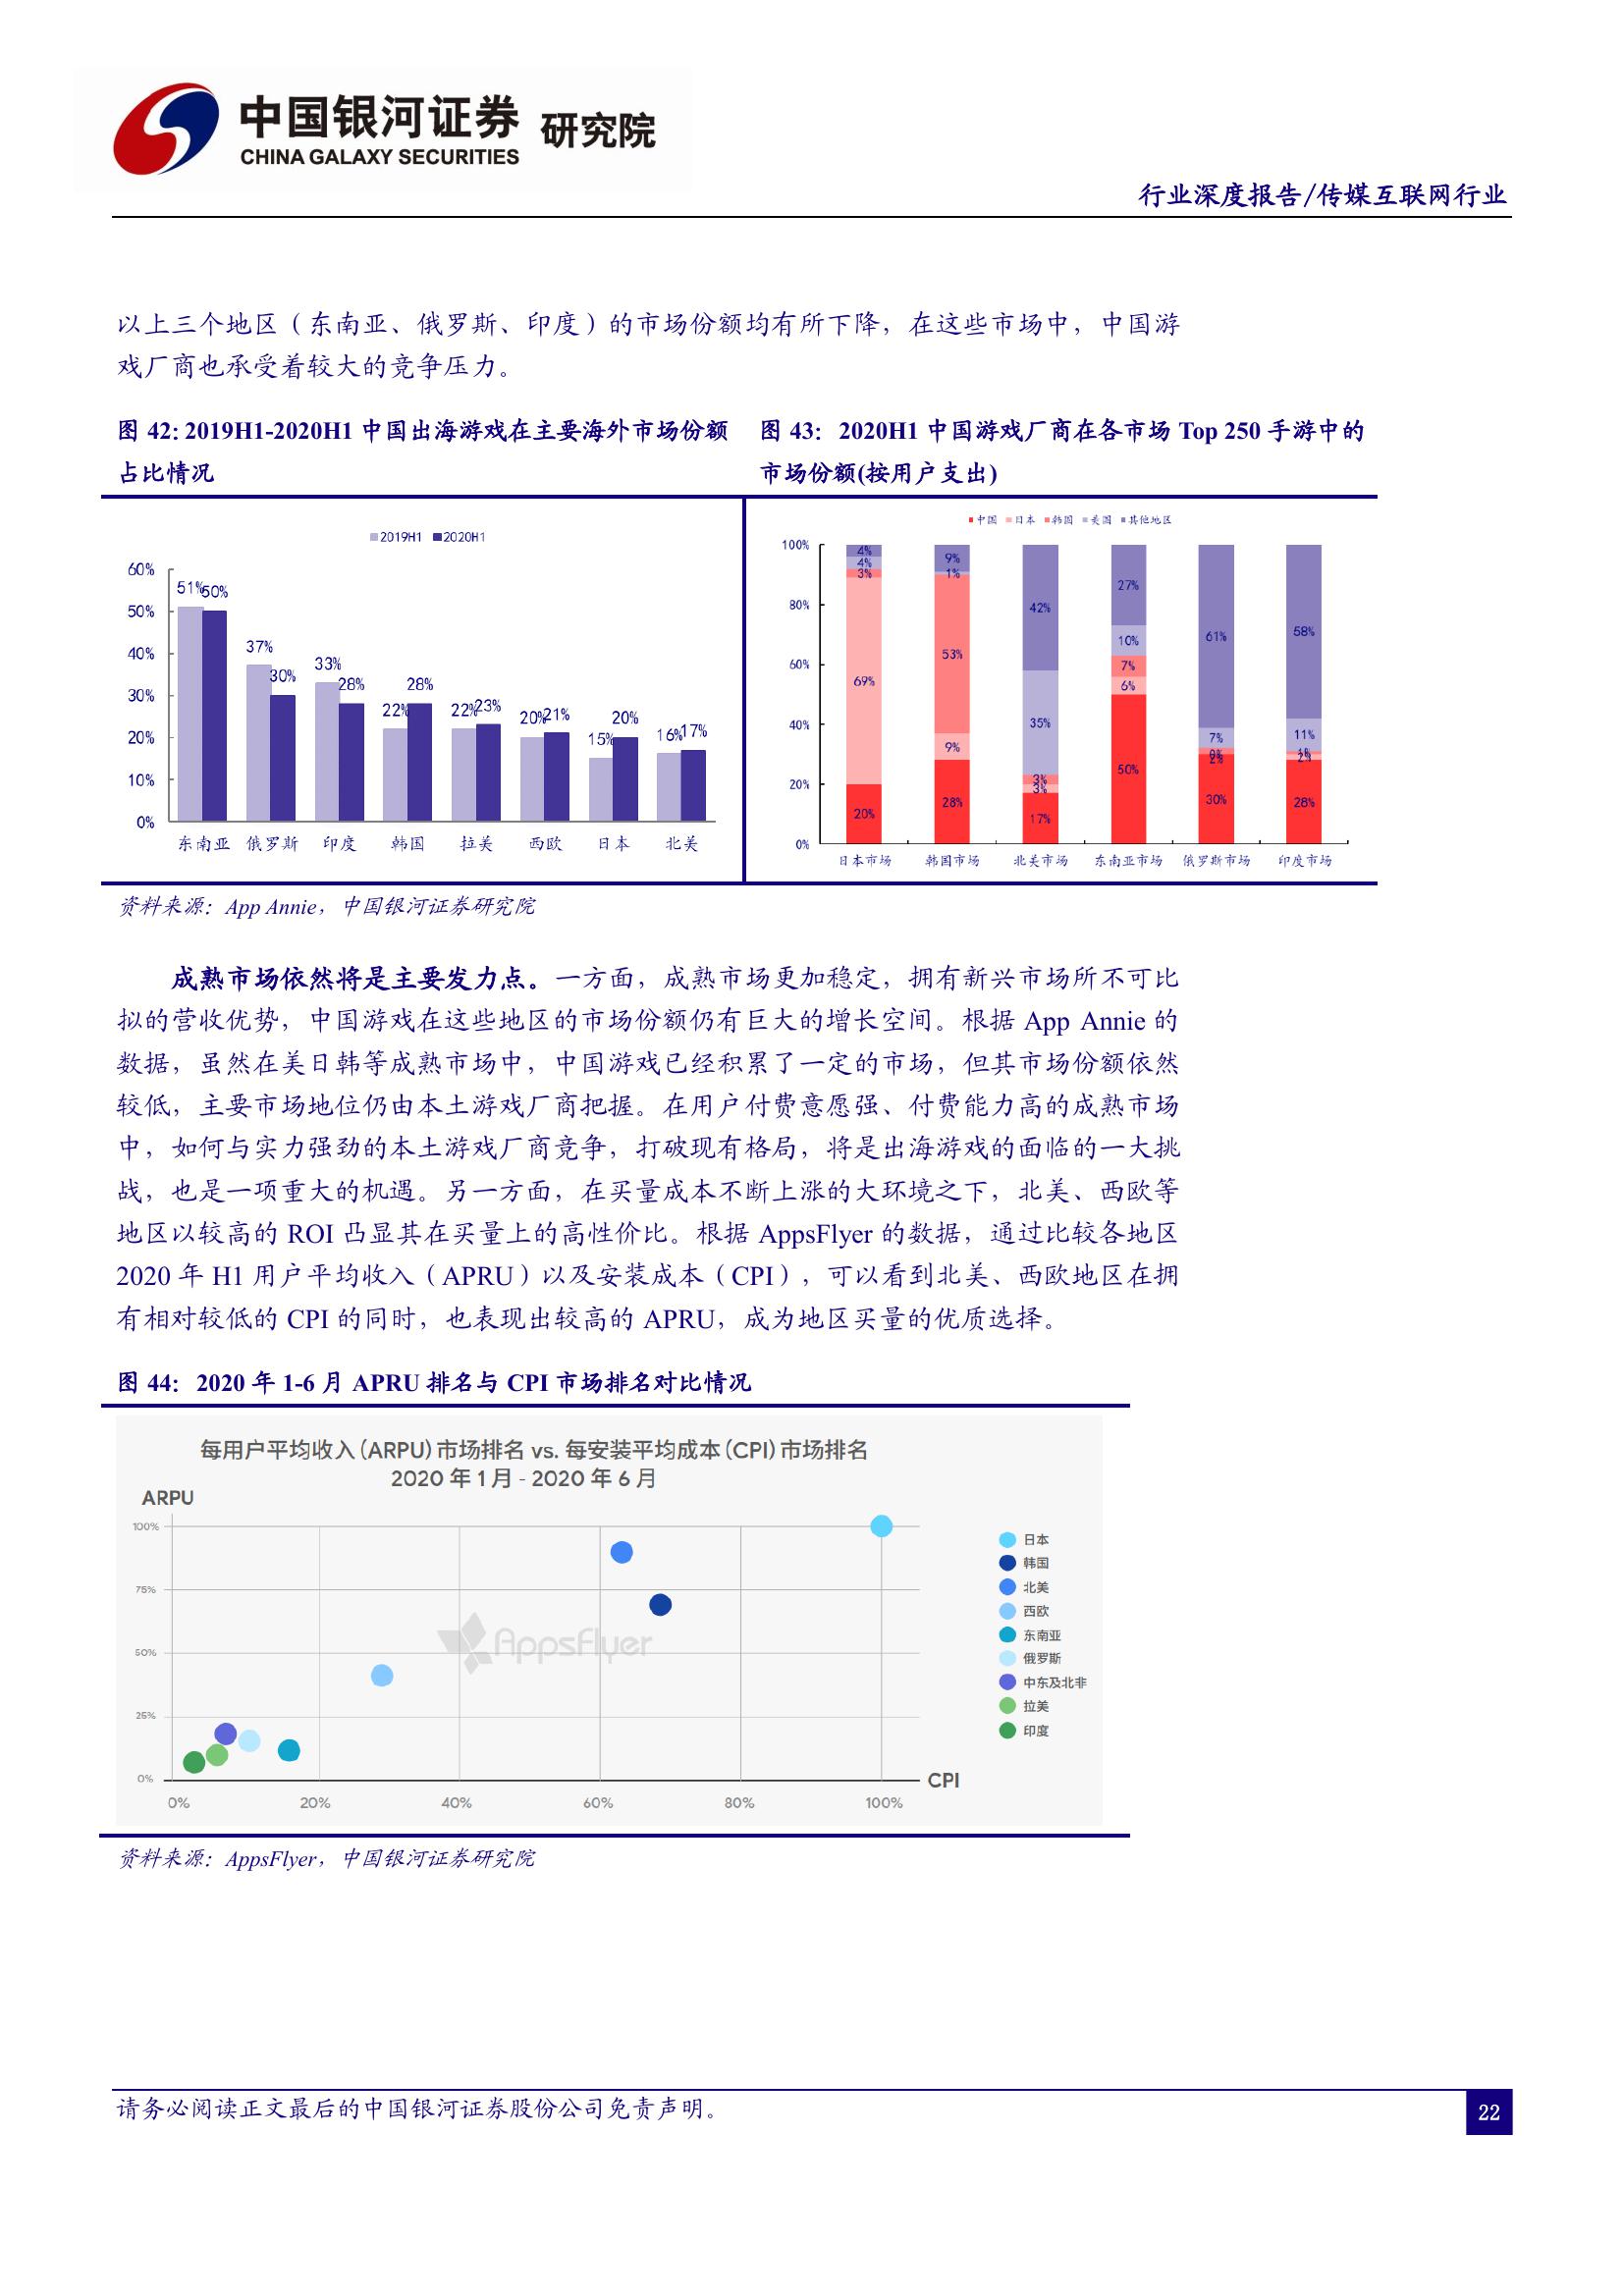 中国银河证券 研究院
CHINA GALAXY SECURITIES
行业深度报告/传媒互联网行业
以上三个地区（东南亚、俄罗斯、印度）的市场份额均有所下降，在这些市场中，中国游
戏厂商也承受着较大的竞争压力。
图 42: 2019H1-2020H1 中国出海游戏在主要海外市场份额
占比情况
图 43：2020H1 中国游戏厂商在各市场 Top 250 手游中的
市场份额(按用户支出)
2019H1 2020H1
60%
50%
40%
30%
20%
10%
0%
51% 50%
37% 30%
33% 28%
22% 28%
22% 23%
20% 21%
15% 20%
16% 17%
东南亚 俄罗斯 印度 韩国 拉美 西欧 日本 北美
中国 日本 韩国 美国 其他地区
100%
80%
60%
40%
20%
0%
4% 4% 3% 69% 20%
9% 1% 53% 9% 28%
42% 35% 3% 3% 17%
27% 10% 7% 6% 50%
61% 7% 0% 2% 30%
58% 11% 1% 2% 28%
日本市场 韩国市场 北美市场 东南亚市场 俄罗斯市场 印度市场
资料来源：App Annie，中国银河证券研究院
成熟市场依然将是主要发力点。一方面，成熟市场更加稳定，拥有新兴市场所不可比
拟的营收优势，中国游戏在这些地区的市场份额仍有巨大的增长空间。根据 App Annie 的
数据，虽然在美日韩等成熟市场中，中国游戏已经积累了一定的市场，但其市场份额依然
较低，主要市场地位仍由本土游戏厂商把握。在用户付费意愿强、付费能力高的成熟市场
中，如何与实力强劲的本土游戏厂商竞争，打破现有格局，将是出海游戏的面临的一大挑
战，也是一项重大的机遇。另一方面，在买量成本不断上涨的大环境之下，北美、西欧等
地区以较高的 ROI 凸显其在买量上的高性价比。根据 AppsFlyer 的数据，通过比较各地区
2020 年 H1 用户平均收入（APRU）以及安装成本（CPI），可以看到北美、西欧地区在拥
有相对较低的 CPI 的同时，也表现出较高的 APRU，成为地区买量的优质选择。
图 44：2020 年 1-6 月 APRU 排名与 CPI 市场排名对比情况
每用户平均收入(ARPU)市场排名 vs. 每安装平均成本(CPI)市场排名
2020 年 1 月 - 2020 年 6 月
ARPU
100%
75%
50%
25%
0%
AppsFlyer
日本
韩国
北美
西欧
东南亚
俄罗斯
中东及北非
拉美
印度
CPI
0% 20% 40% 60% 80% 100%
资料来源：AppsFlyer，中国银河证券研究院
请务必阅读正文最后的中国银河证券股份公司免责声明。
22